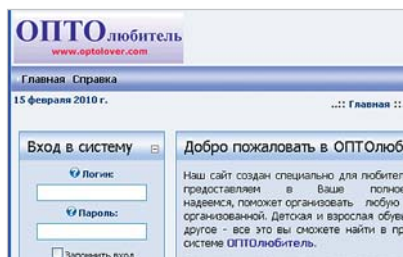 ОПТОлюбитель
www.optolover.com
Главная Справка
15 февраля 2010 г.
..:: Главная ::
Вход в систему
Логин:
Пароль:
Запомнить вход
Добро пожаловать в ОПТОлюб
Наш сайт создан специально для любител
предоставляем в Ваше полное
надеемся, поможет организовать любую
организованной. Детская и взрослая обувь
другое - все это вы сможете найти в пр
системе ОПТОлюбитель.